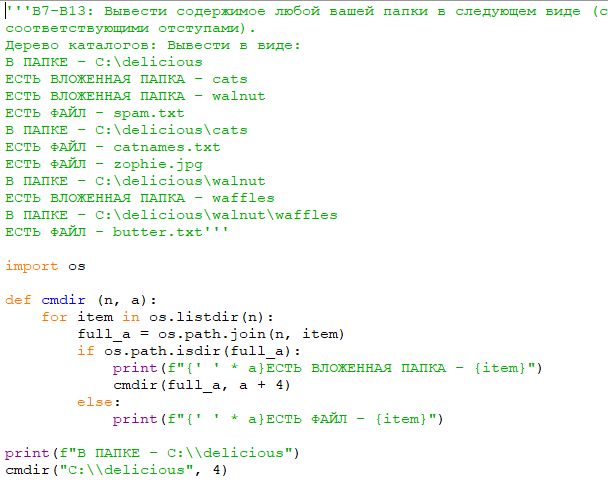 '''B7-B13: Вывести содержимое любой вашей папки в следующем виде (с
соответствующими отступами).
Дерево каталогов: Вывести в виде:
В ПАПКЕ - C:\delicious
ЕСТЬ ВЛОЖЕННАЯ ПАПКА - cats
ЕСТЬ ВЛОЖЕННАЯ ПАПКА - walnut
ЕСТЬ ФАЙЛ - spam.txt
В ПАПКЕ - C:\delicious\cats
ЕСТЬ ФАЙЛ - catnames.txt
ЕСТЬ ФАЙЛ - zophie.jpg
В ПАПКЕ - C:\delicious\walnut
ЕСТЬ ВЛОЖЕННАЯ ПАПКА - waffles
В ПАПКЕ - C:\delicious\walnut\waffles
ЕСТЬ ФАЙЛ - butter.txt'''

import os

def cmdir (n, a):
    for item in os.listdir(n):
        full_a = os.path.join(n, item)
        if os.path.isdir(full_a):
            print(f"{' ' * a}ЕСТЬ ВЛОЖЕННАЯ ПАПКА - {item}")
            cmdir(full_a, a + 4)
        else:
            print(f"{' ' * a}ЕСТЬ ФАЙЛ - {item}")

print(f"В ПАПКЕ - C:\\delicious")
cmdir("C:\\delicious", 4)